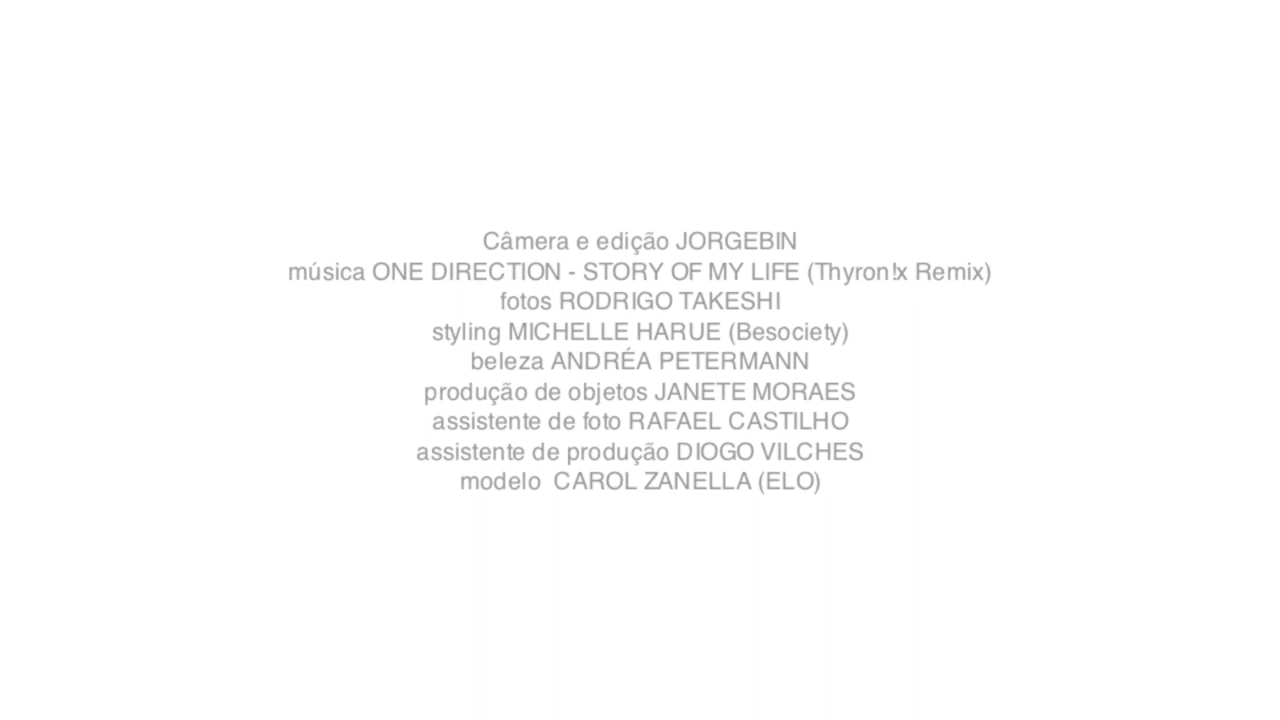 Câmera e edição JORGEBIN
música ONE DIRECTION - STORY OF MY LIFE (Thyron!x Remix)
fotos RODRIGO TAKESHI
styling MICHELLE HARUE (Besociety)
beleza ANDRÉA PETERMANN
produção de objetos JANETE MORAES
assistente de foto RAFAEL CASTILHO
assistente de produção DIOGO VILCHES
modelo  CAROL ZANELLA (ELO)